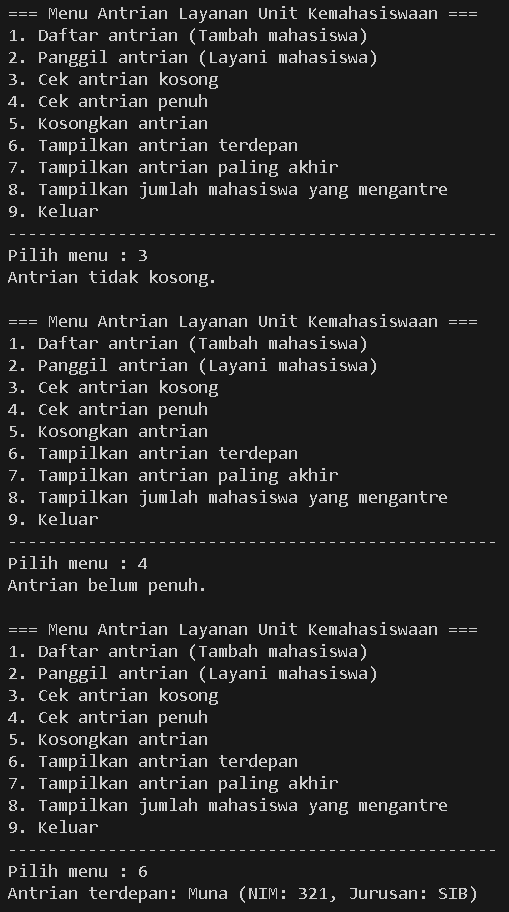 === Menu Antrian Layanan Unit Kemahasiswaan ===
1. Daftar antrian (Tambah mahasiswa)
2. Panggil antrian (Layani mahasiswa)
3. Cek antrian kosong
4. Cek antrian penuh
5. Kosongkan antrian
6. Tampilkan antrian terdepan
7. Tampilkan antrian paling akhir
8. Tampilkan jumlah mahasiswa yang mengantre
9. Keluar
-------------------------------------------------
Pilih menu : 3
Antrian tidak kosong.
=== Menu Antrian Layanan Unit Kemahasiswaan ===
1. Daftar antrian (Tambah mahasiswa)
2. Panggil antrian (Layani mahasiswa)
3. Cek antrian kosong
4. Cek antrian penuh
5. Kosongkan antrian
6. Tampilkan antrian terdepan
7. Tampilkan antrian paling akhir
8. Tampilkan jumlah mahasiswa yang mengantre
9. Keluar
-------------------------------------------------
Pilih menu : 4
Antrian belum penuh.
=== Menu Antrian Layanan Unit Kemahasiswaan ===
1. Daftar antrian (Tambah mahasiswa)
2. Panggil antrian (Layani mahasiswa)
3. Cek antrian kosong
4. Cek antrian penuh
5. Kosongkan antrian
6. Tampilkan antrian terdepan
7. Tampilkan antrian paling akhir
8. Tampilkan jumlah mahasiswa yang mengantre
9. Keluar
-------------------------------------------------
Pilih menu : 6
Antrian terdepan: Muna (NIM: 321, Jurusan: SIB)